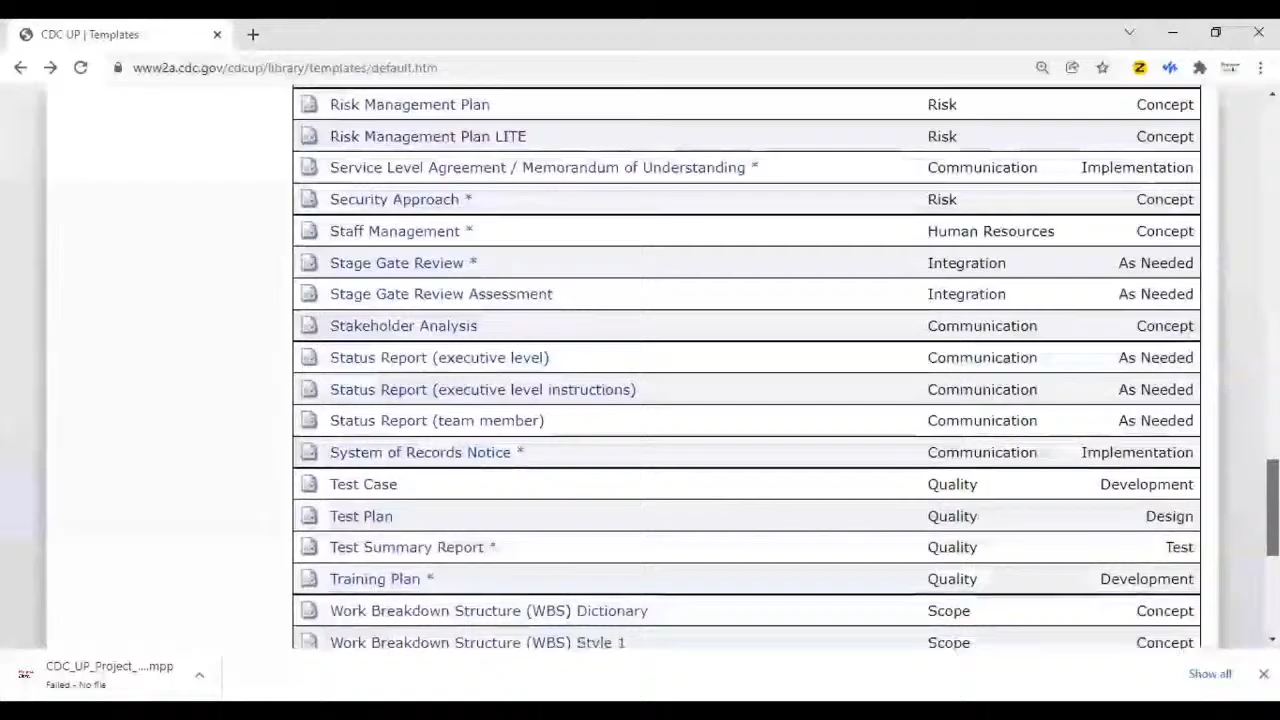 CDC UP | Templates
www2a.cdc.gov/cdcup/library/templates/default.htm
Risk Management Plan Risk Concept
Risk Management Plan LITE Risk Concept
Service Level Agreement / Memorandum of Understanding * Communication Implementation
Security Approach * Risk Concept
Staff Management * Human Resources Concept
Stage Gate Review * Integration As Needed
Stage Gate Review Assessment Integration As Needed
Stakeholder Analysis Communication Concept
Status Report (executive level) Communication As Needed
Status Report (executive level instructions) Communication As Needed
Status Report (team member) Communication As Needed
System of Records Notice * Communication Implementation
Test Case Quality Development
Test Plan Quality Design
Test Summary Report * Quality Test
Training Plan * Quality Development
Work Breakdown Structure (WBS) Dictionary Scope Concept
Work Breakdown Structure (WBS) Style 1 Scope Concept
CDC_UP_Project_....mpp
Failed - No file
Show all